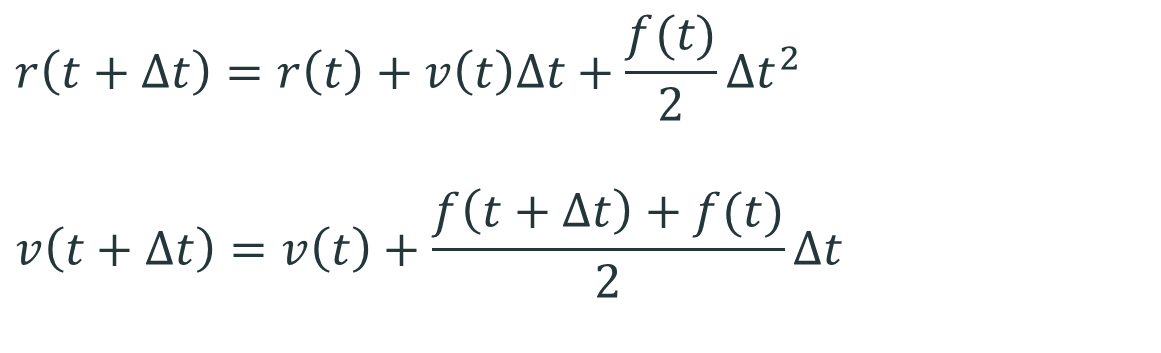 r(t + Δt) = r(t) + v(t)Δt + f(t)/2 Δt²
v(t + Δt) = v(t) + f(t + Δt) + f(t)/2 Δt